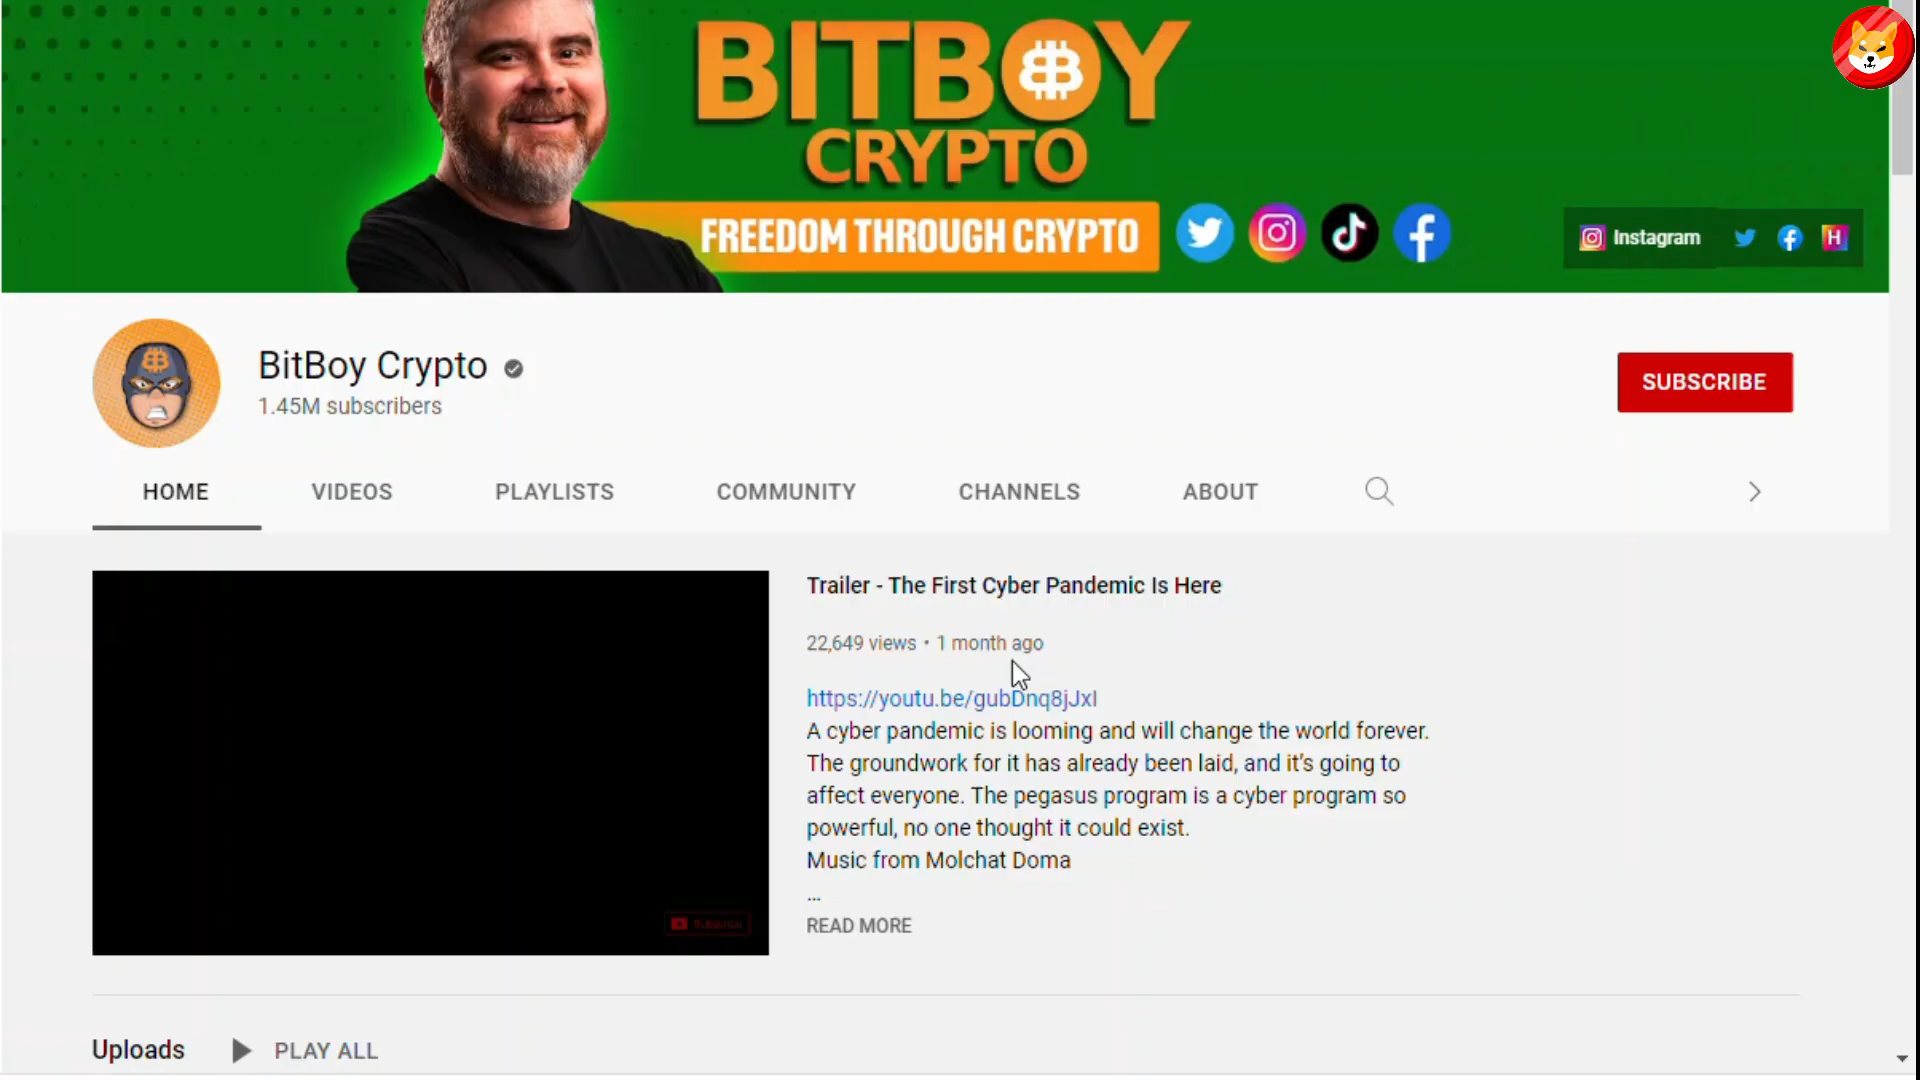 BITBOY
CRYPTO
FREEDOM THROUGH CRYPTO
Instagram
BitBoy Crypto
1.45M subscribers
SUBSCRIBE
HOME VIDEOS PLAYLISTS COMMUNITY CHANNELS ABOUT
Trailer - The First Cyber Pandemic Is Here
22,649 views • 1 month ago
https://youtu.be/gubDnq8jJxI
A cyber pandemic is looming and will change the world forever.
The groundwork for it has already been laid, and it's going to
affect everyone. The pegasus program is a cyber program so
powerful, no one thought it could exist.
Music from Molchat Doma
...
READ MORE
Subscribe
Uploads PLAY ALL